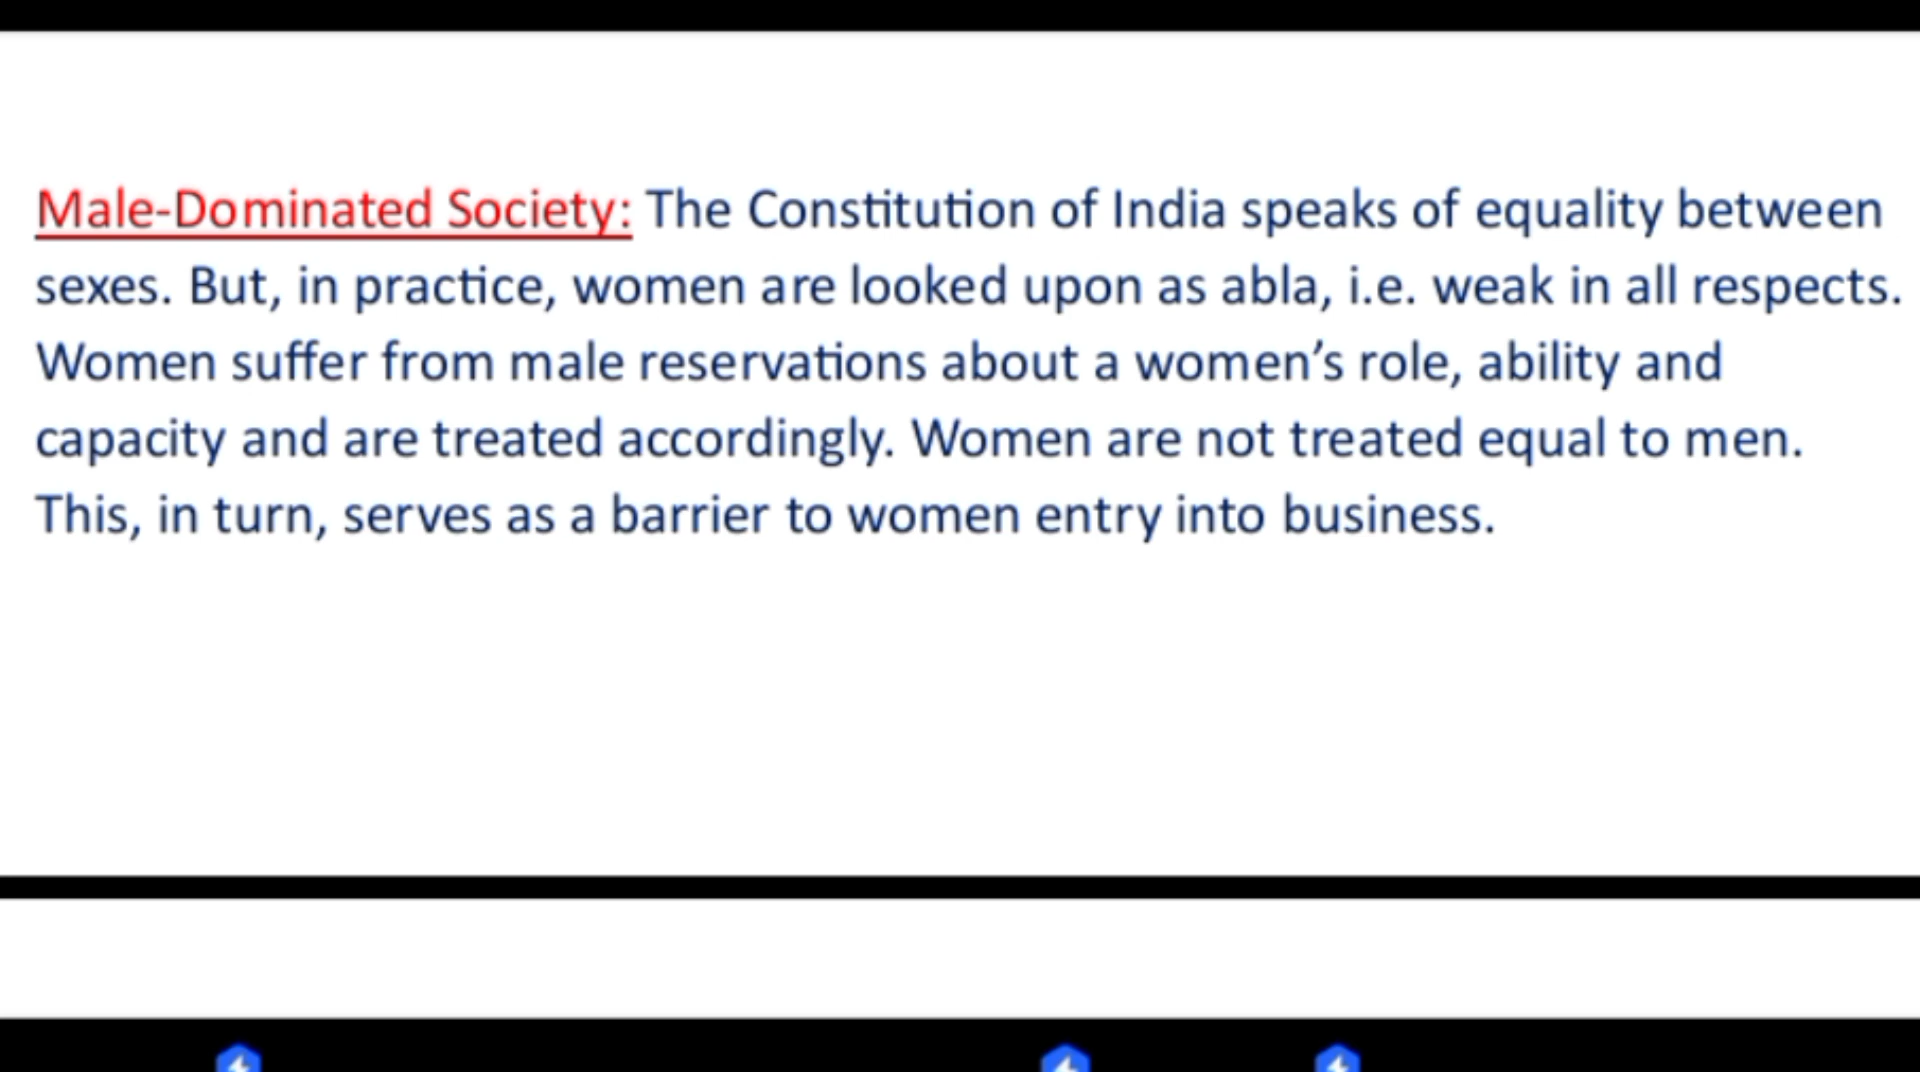 Male-Dominated Society: The Constitution of India speaks of equality between
sexes. But, in practice, women are looked upon as abla, i.e. weak in all respects.
Women suffer from male reservations about a women’s role, ability and
capacity and are treated accordingly. Women are not treated equal to men.
This, in turn, serves as a barrier to women entry into business.